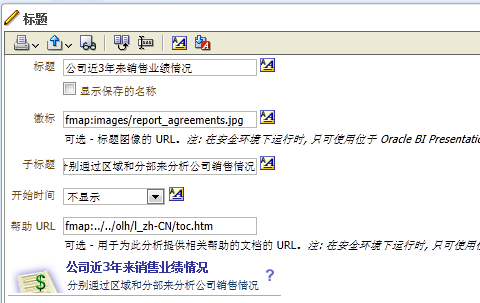 标题
标题 公司近3年来销售业绩情况
显示保存的名称
徽标 fmap:images/report_agreements.jpg
可选 - 标题图像的 URL。注: 在安全环境下运行时, 只可使用位于 Oracle BI Presentatio
子标题 别通过区域和分部来分析公司销售情况
开始时间 不显示
帮助 URL fmap:../../olh/l_zh-CN/toc.htm
可选 - 用于为此分析提供相关帮助的文档的 URL。注: 在安全环境下运行时, 只可使用位
公司近3年来销售业绩情况 ?
分别通过区域和分部来分析公司销售情况